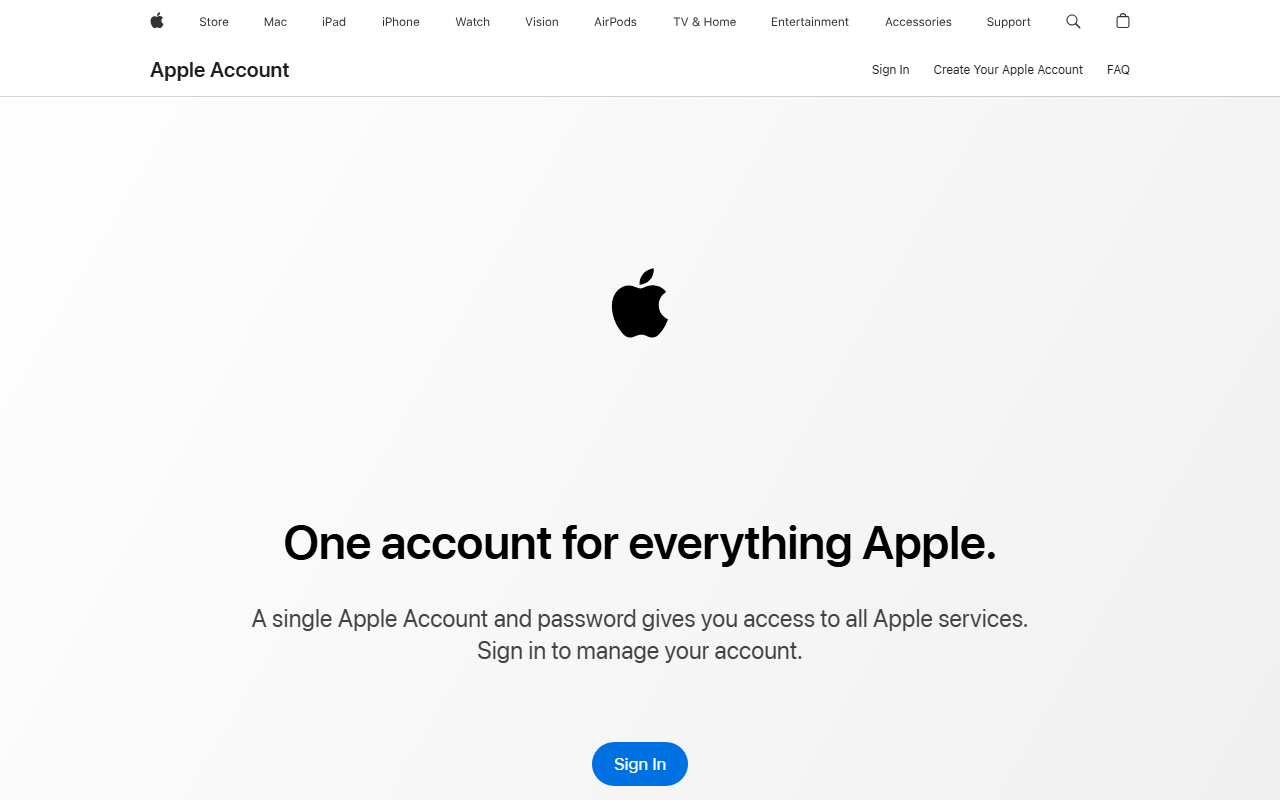 Store Mac iPad iPhone Watch Vision AirPods TV & Home Entertainment Accessories Support
Apple Account Sign In Create Your Apple Account FAQ
One account for everything Apple.
A single Apple Account and password gives you access to all Apple services.
Sign in to manage your account.
Sign In